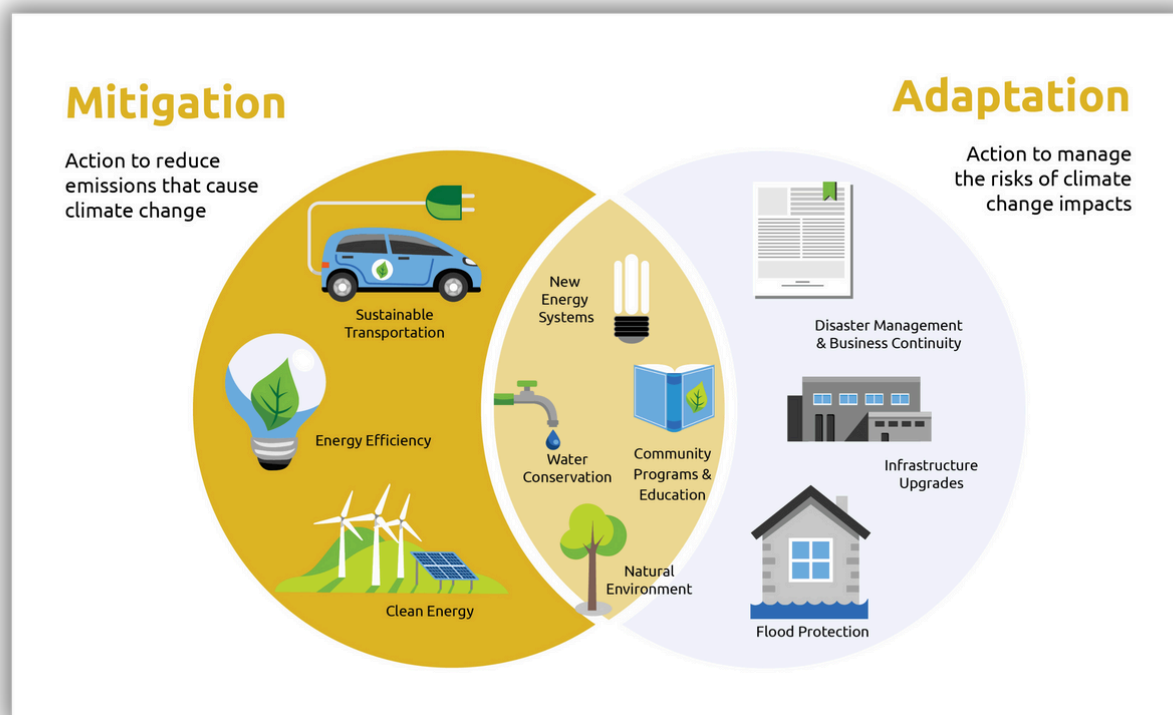 Mitigation
Action to reduce
emissions that cause
climate change
Adaptation
Action to manage
the risks of climate
change impacts
Sustainable
Transportation
Energy Efficiency
Clean Energy
New
Energy
Systems
Water
Conservation
Community
Programs &
Education
Natural
Environment
Disaster Management
& Business Continuity
Infrastructure
Upgrades
Flood Protection